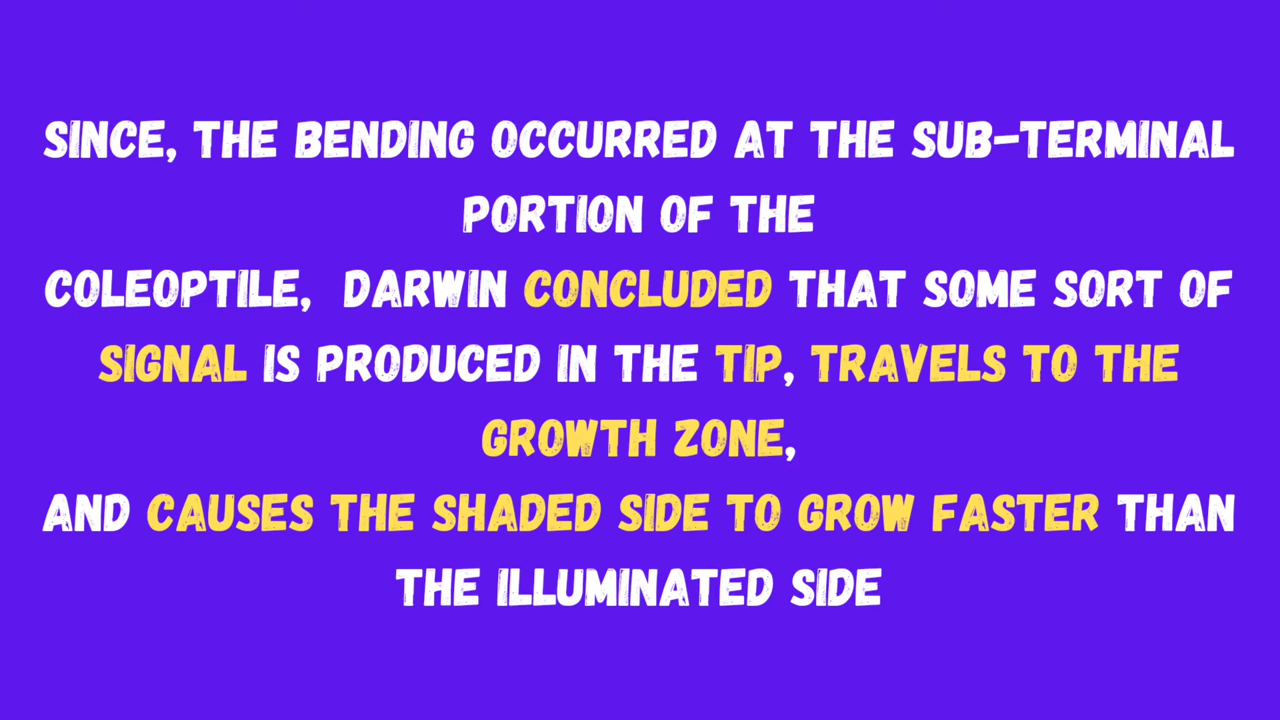 SINCE, THE BENDING OCCURRED AT THE SUB-TERMINAL
PORTION OF THE
COLEOPTILE, DARWIN CONCLUDED THAT SOME SORT OF
SIGNAL IS PRODUCED IN THE TIP, TRAVELS TO THE
GROWTH ZONE,
AND CAUSES THE SHADED SIDE TO GROW FASTER THAN
THE ILLUMINATED SIDE